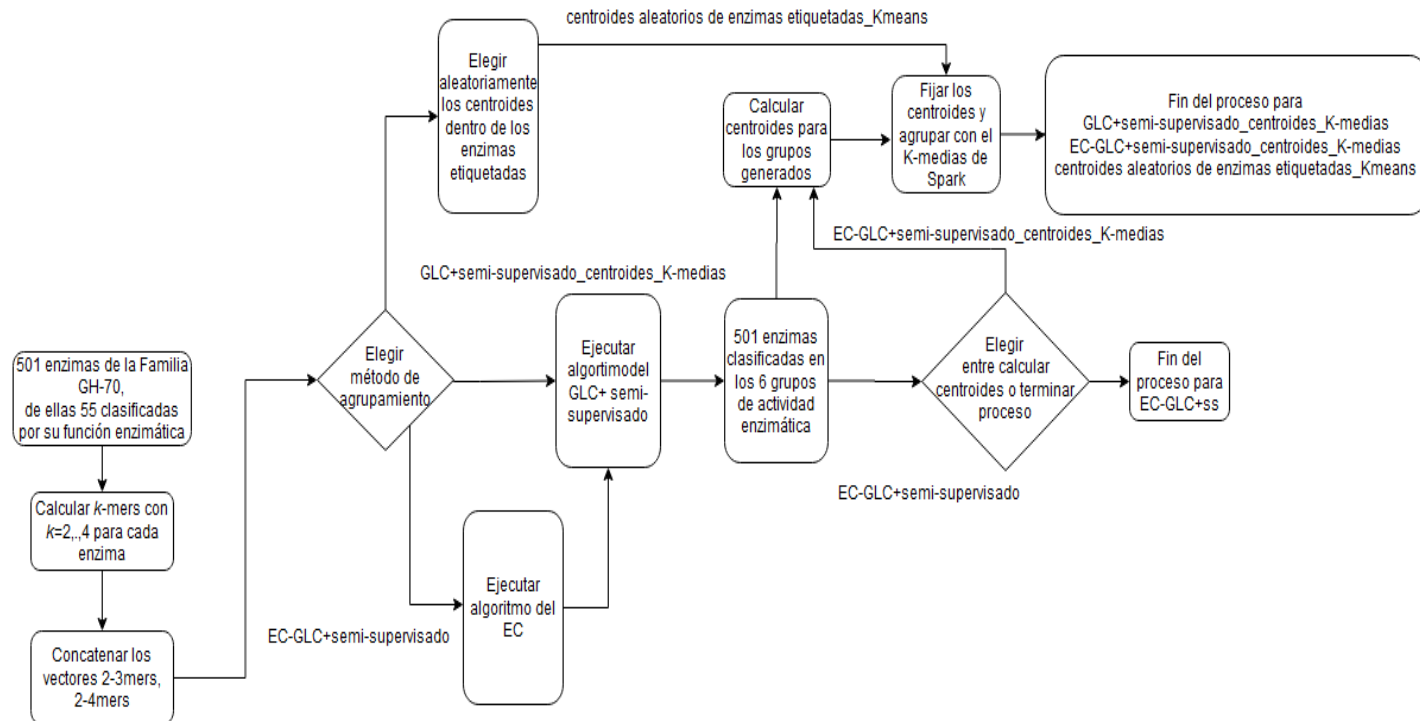 centroides aleatorios de enzimas etiquetadas_Kmeans
Elegir
aleatoriamente
los centroides
dentro de los
enzimas
etiquetadas
Calcular
centroides para
los grupos
generados
Fijar los
centroides y
agrupar con el
K-medias de
Spark
Fin del proceso para
GLC+semi-supervisado_centroides_K-medias
EC-GLC+semi-supervisado_centroides_K-medias
centroides aleatorios de enzimas etiquetadas_Kmeans
EC-GLC+semi-supervisado_centroides_K-medias
GLC+semi-supervisado_centroides_K-medias
501 enzimas de la Familia
GH-70,
de ellas 55 clasificadas
por su función enzimática
Elegir
método de
agrupamiento
Ejecutar
algortimodel
GLC+ semi-
supervisado
501 enzimas
clasificadas en
los 6 grupos
de actividad
enzimática
Elegir
entre calcular
centroides o terminar
proceso
Fin del
proceso para
EC-GLC+ss
EC-GLC+semi-supervisado
Calcular k-mers con
k=2,.,4 para cada
enzima
Ejecutar
algoritmo del
EC
EC-GLC+semi-supervisado
Concatenar los
vectores 2-3mers,
2-4mers